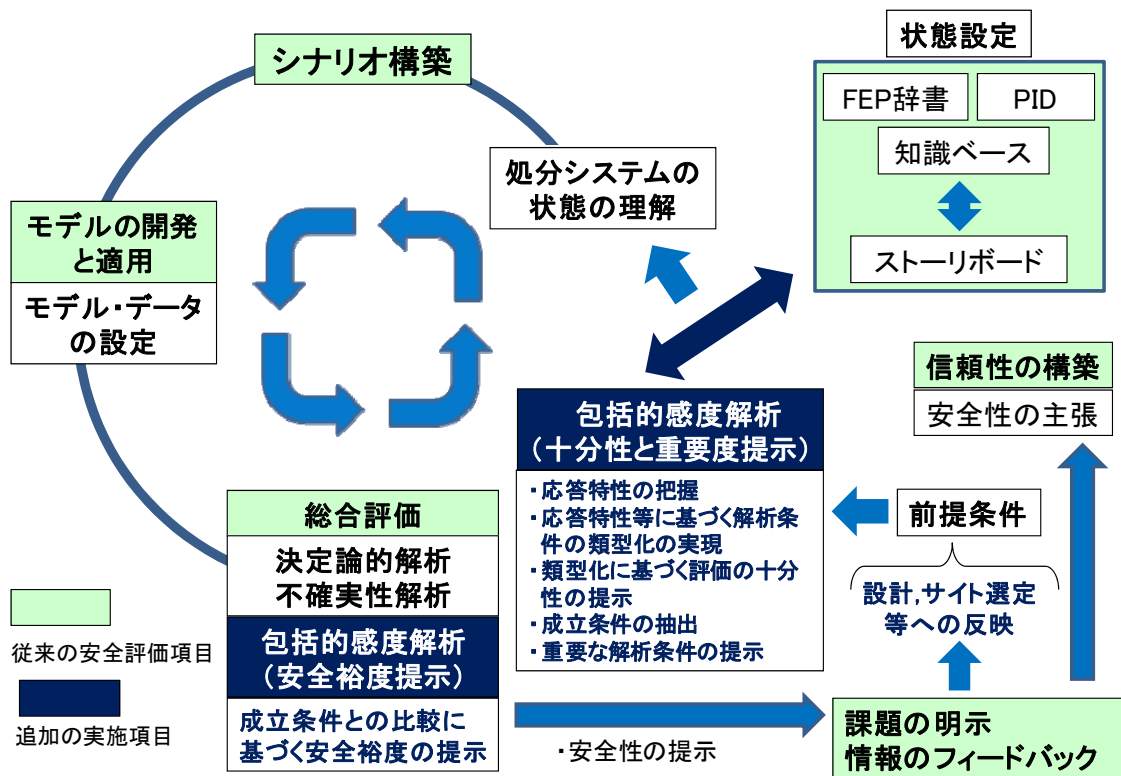 シナリオ構築
状態設定
FEP辞書
PID
知識ベース
ストーリボード
処分システムの
状態の理解
モデルの開発
と適用
モデル・データ
の設定
信頼性の構築
安全性の主張
包括的感度解析
（十分性と重要度提示）
・応答特性の把握
・応答特性等に基づく解析条
件の類型化の実現
・類型化に基づく評価の十分
性の提示
・成立条件の抽出
・重要な解析条件の提示
前提条件
設計,サイト選定
等への反映
総合評価
決定論的解析
不確実性解析
包括的感度解析
（安全裕度提示）
成立条件との比較に
基づく安全裕度の提示
従来の安全評価項目
追加の実施項目
・安全性の提示
課題の明示
情報のフィードバック